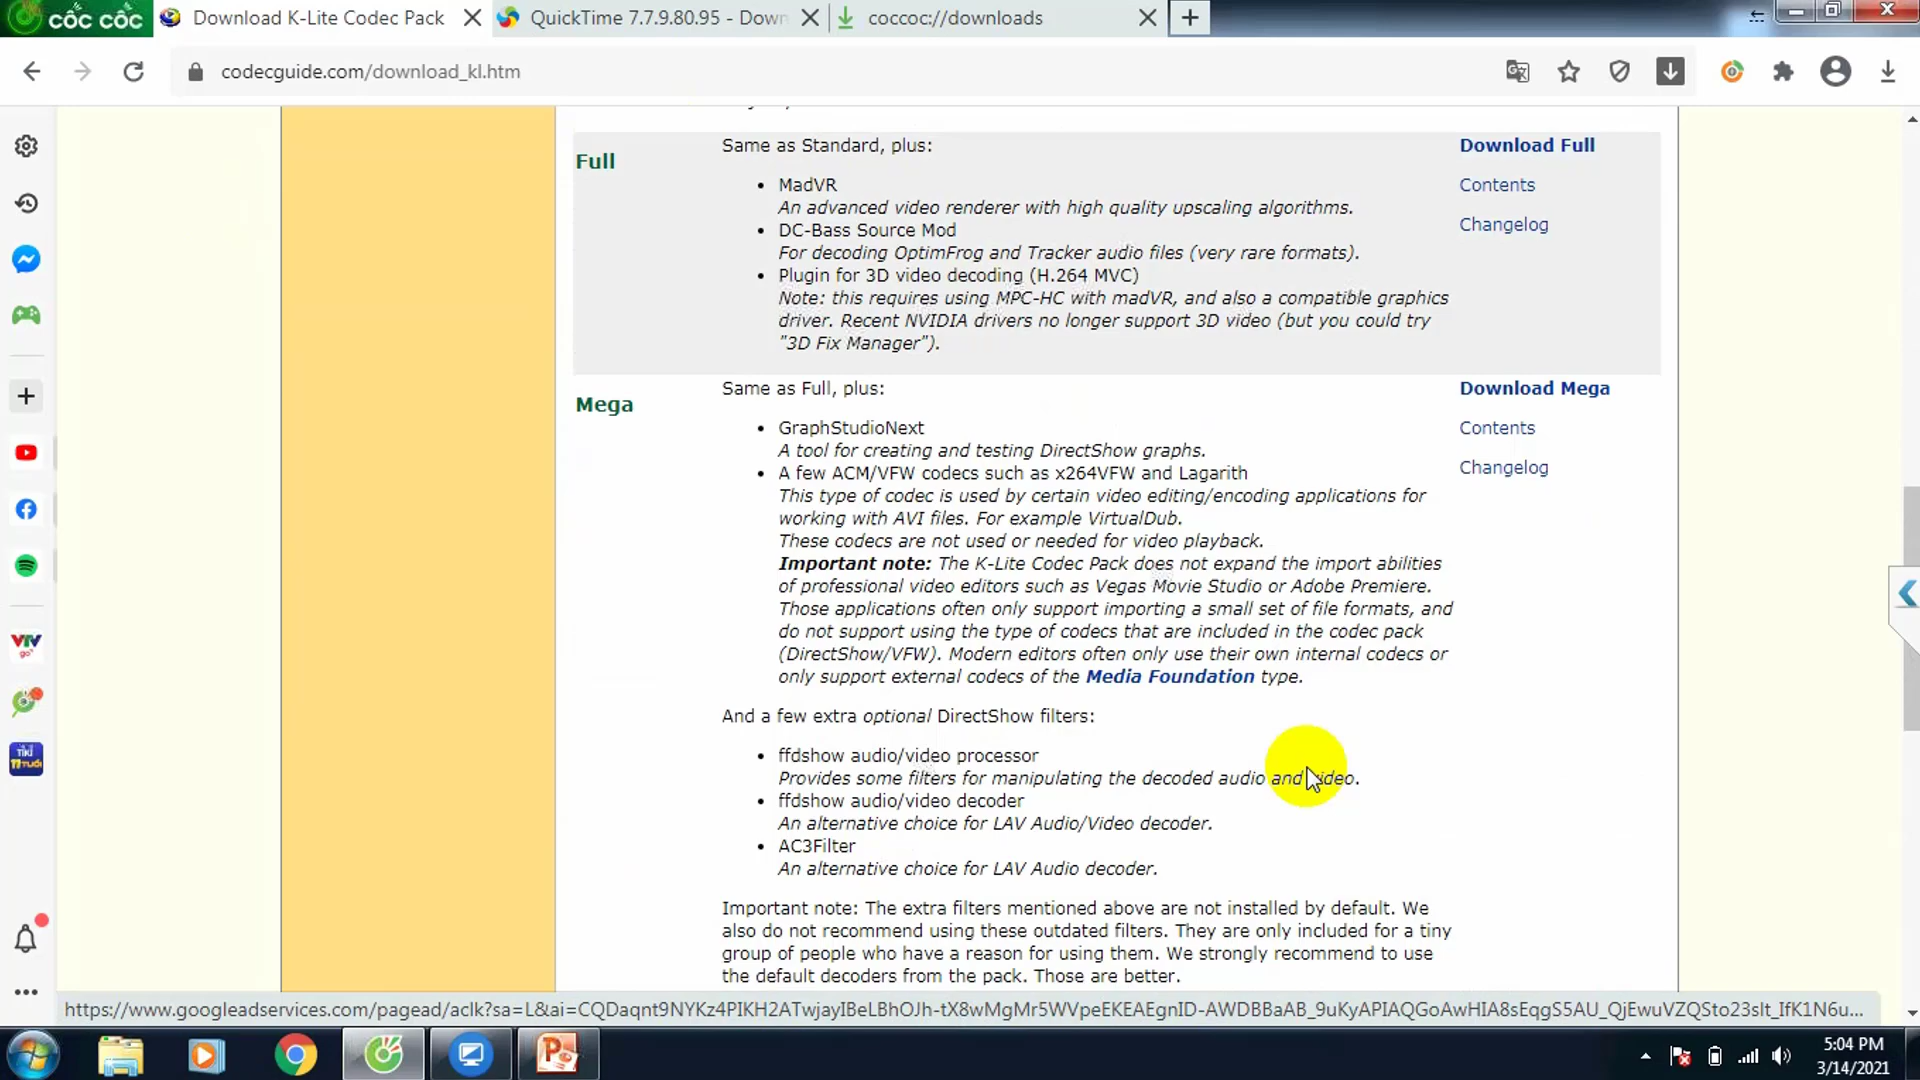 cốc cốc
Download K-Lite Codec Pack
QuickTime 7.7.9.80.95 - Down
coccoc://downloads
codecguide.com/download_kl.htm
Full
Same as Standard, plus:
Download Full
• MadVR
Contents
An advanced video renderer with high quality upscaling algorithms.
• DC-Bass Source Mod
Changelog
For decoding OptimFrog and Tracker audio files (very rare formats).
• Plugin for 3D video decoding (H.264 MVC)
Note: this requires using MPC-HC with madVR, and also a compatible graphics
driver. Recent NVIDIA drivers no longer support 3D video (but you could try
"3D Fix Manager").
Mega
Same as Full, plus:
Download Mega
• GraphStudioNext
Contents
A tool for creating and testing DirectShow graphs.
• A few ACM/VFW codecs such as x264VFW and Lagarith
Changelog
This type of codec is used by certain video editing/encoding applications for
working with AVI files. For example VirtualDub.
These codecs are not used or needed for video playback.
Important note: The K-Lite Codec Pack does not expand the import abilities
of professional video editors such as Vegas Movie Studio or Adobe Premiere.
Those applications often only support importing a small set of file formats, and
do not support using the type of codecs that are included in the codec pack
(DirectShow/VFW). Modern editors often only use their own internal codecs or
only support external codecs of the Media Foundation type.
And a few extra optional DirectShow filters:
• ffdshow audio/video processor
Provides some filters for manipulating the decoded audio and video.
• ffdshow audio/video decoder
An alternative choice for LAV Audio/Video decoder.
• AC3Filter
An alternative choice for LAV Audio decoder.
Important note: The extra filters mentioned above are not installed by default. We
also do not recommend using these outdated filters. They are only included for a tiny
group of people who have a reason for using them. We strongly recommend to use
the default decoders from the pack. Those are better.
VTV
go
TIKI
11 TUỔI
https://www.googleadservices.com/pagead/aclk?sa=L&ai=CQDaqnt9NYKz4PIKH2ATwjayIBeLBhOJh-tX8wMgMr5WVpeEKEAEgnID-AWDBBaAB_9uKyAPIAQGoAwHIA8sEqgS5AU_QjEwuVZQSto23slt_IfK1N6u...
5:04 PM
3/14/2021